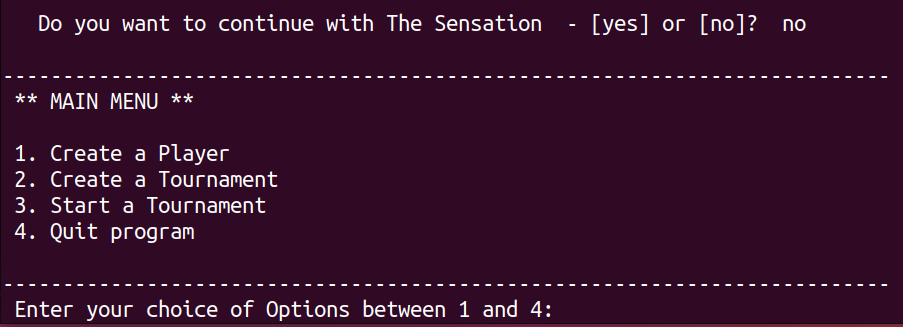 Do you want to continue with The Sensation  - [yes] or [no]?  no
--------------------------------------------------------------------------
** MAIN MENU **
1. Create a Player
2. Create a Tournament
3. Start a Tournament
4. Quit program
--------------------------------------------------------------------------
Enter your choice of Options between 1 and 4: